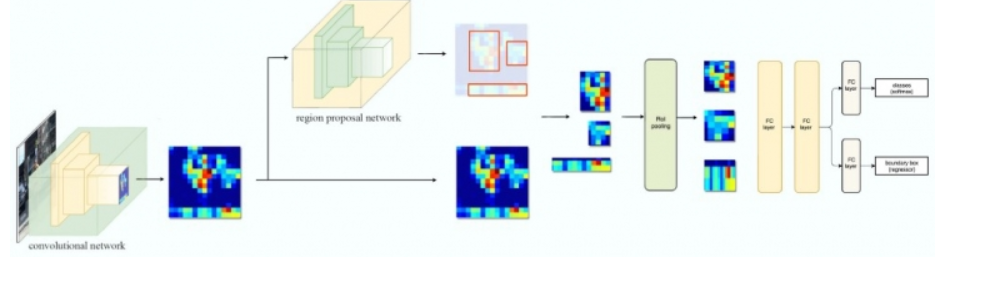 region proposal network
convolutional network
RoI
pooling
FC
layer
FC
layer
FC
layer
classes
(softmax)
FC
layer
boundary box
(regressor)